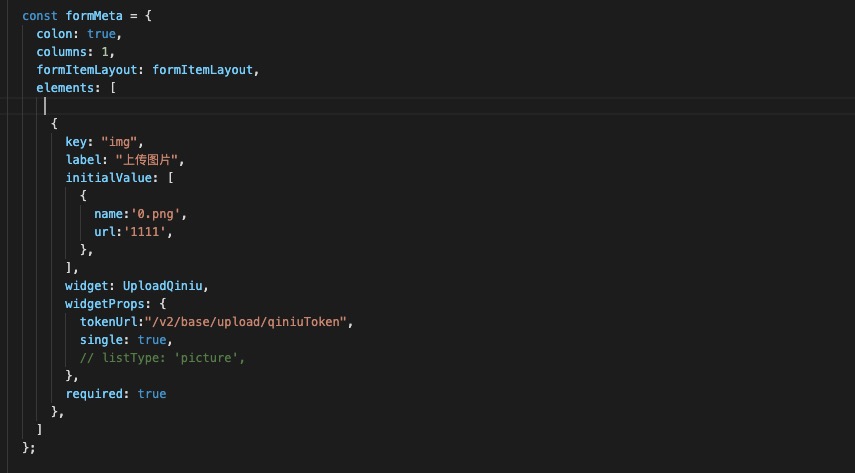 const formMeta = {
colon: true,
columns: 1,
formItemLayout: formItemLayout,
elements: [
{
key: "img",
label: "上传图片",
initialValue: [
{
name:'0.png',
url:'1111',
},
],
widget: UploadQiniu,
widgetProps: {
tokenUrl:"/v2/base/upload/qiniuToken",
single: true,
// listType: 'picture',
},
required: true
},
]
};